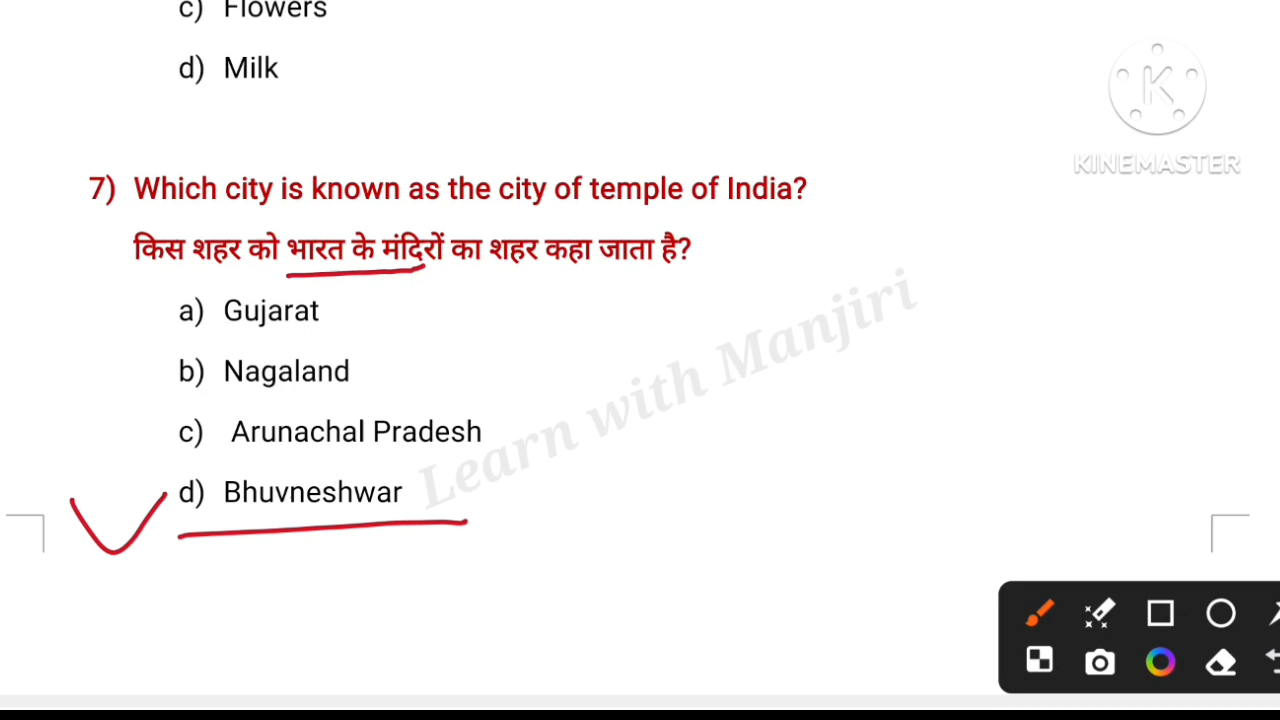 c) Flowers
d) Milk
KINEMASTER
7) Which city is known as the city of temple of India?
किस शहर को भारत के मंदिरों का शहर कहा जाता है?
a) Gujarat
b) Nagaland
c) Arunachal Pradesh
d) Bhuvneshwar
Learn with Manjiri